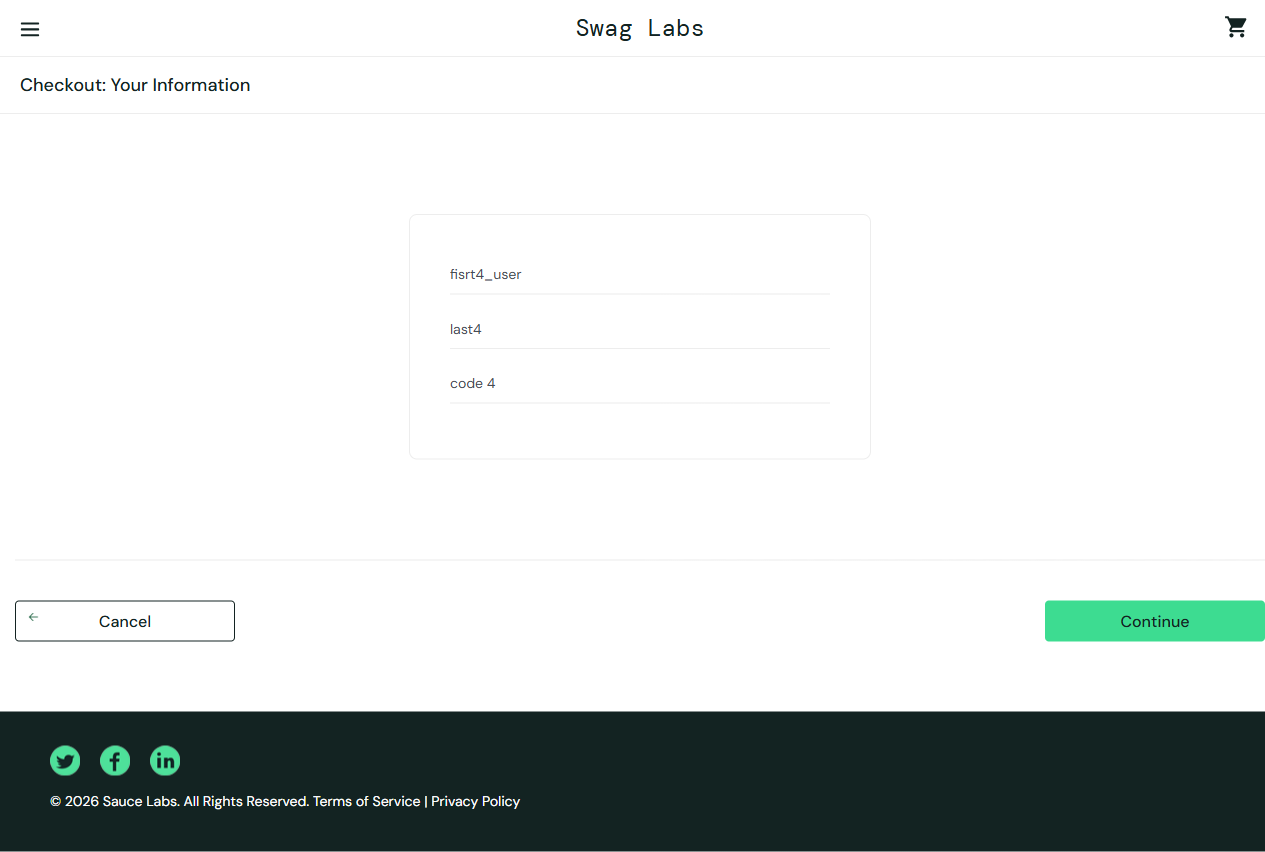 Swag Labs
Checkout: Your Information
fisrt4_user
last4
code 4
Cancel
Continue
© 2026 Sauce Labs. All Rights Reserved. Terms of Service | Privacy Policy